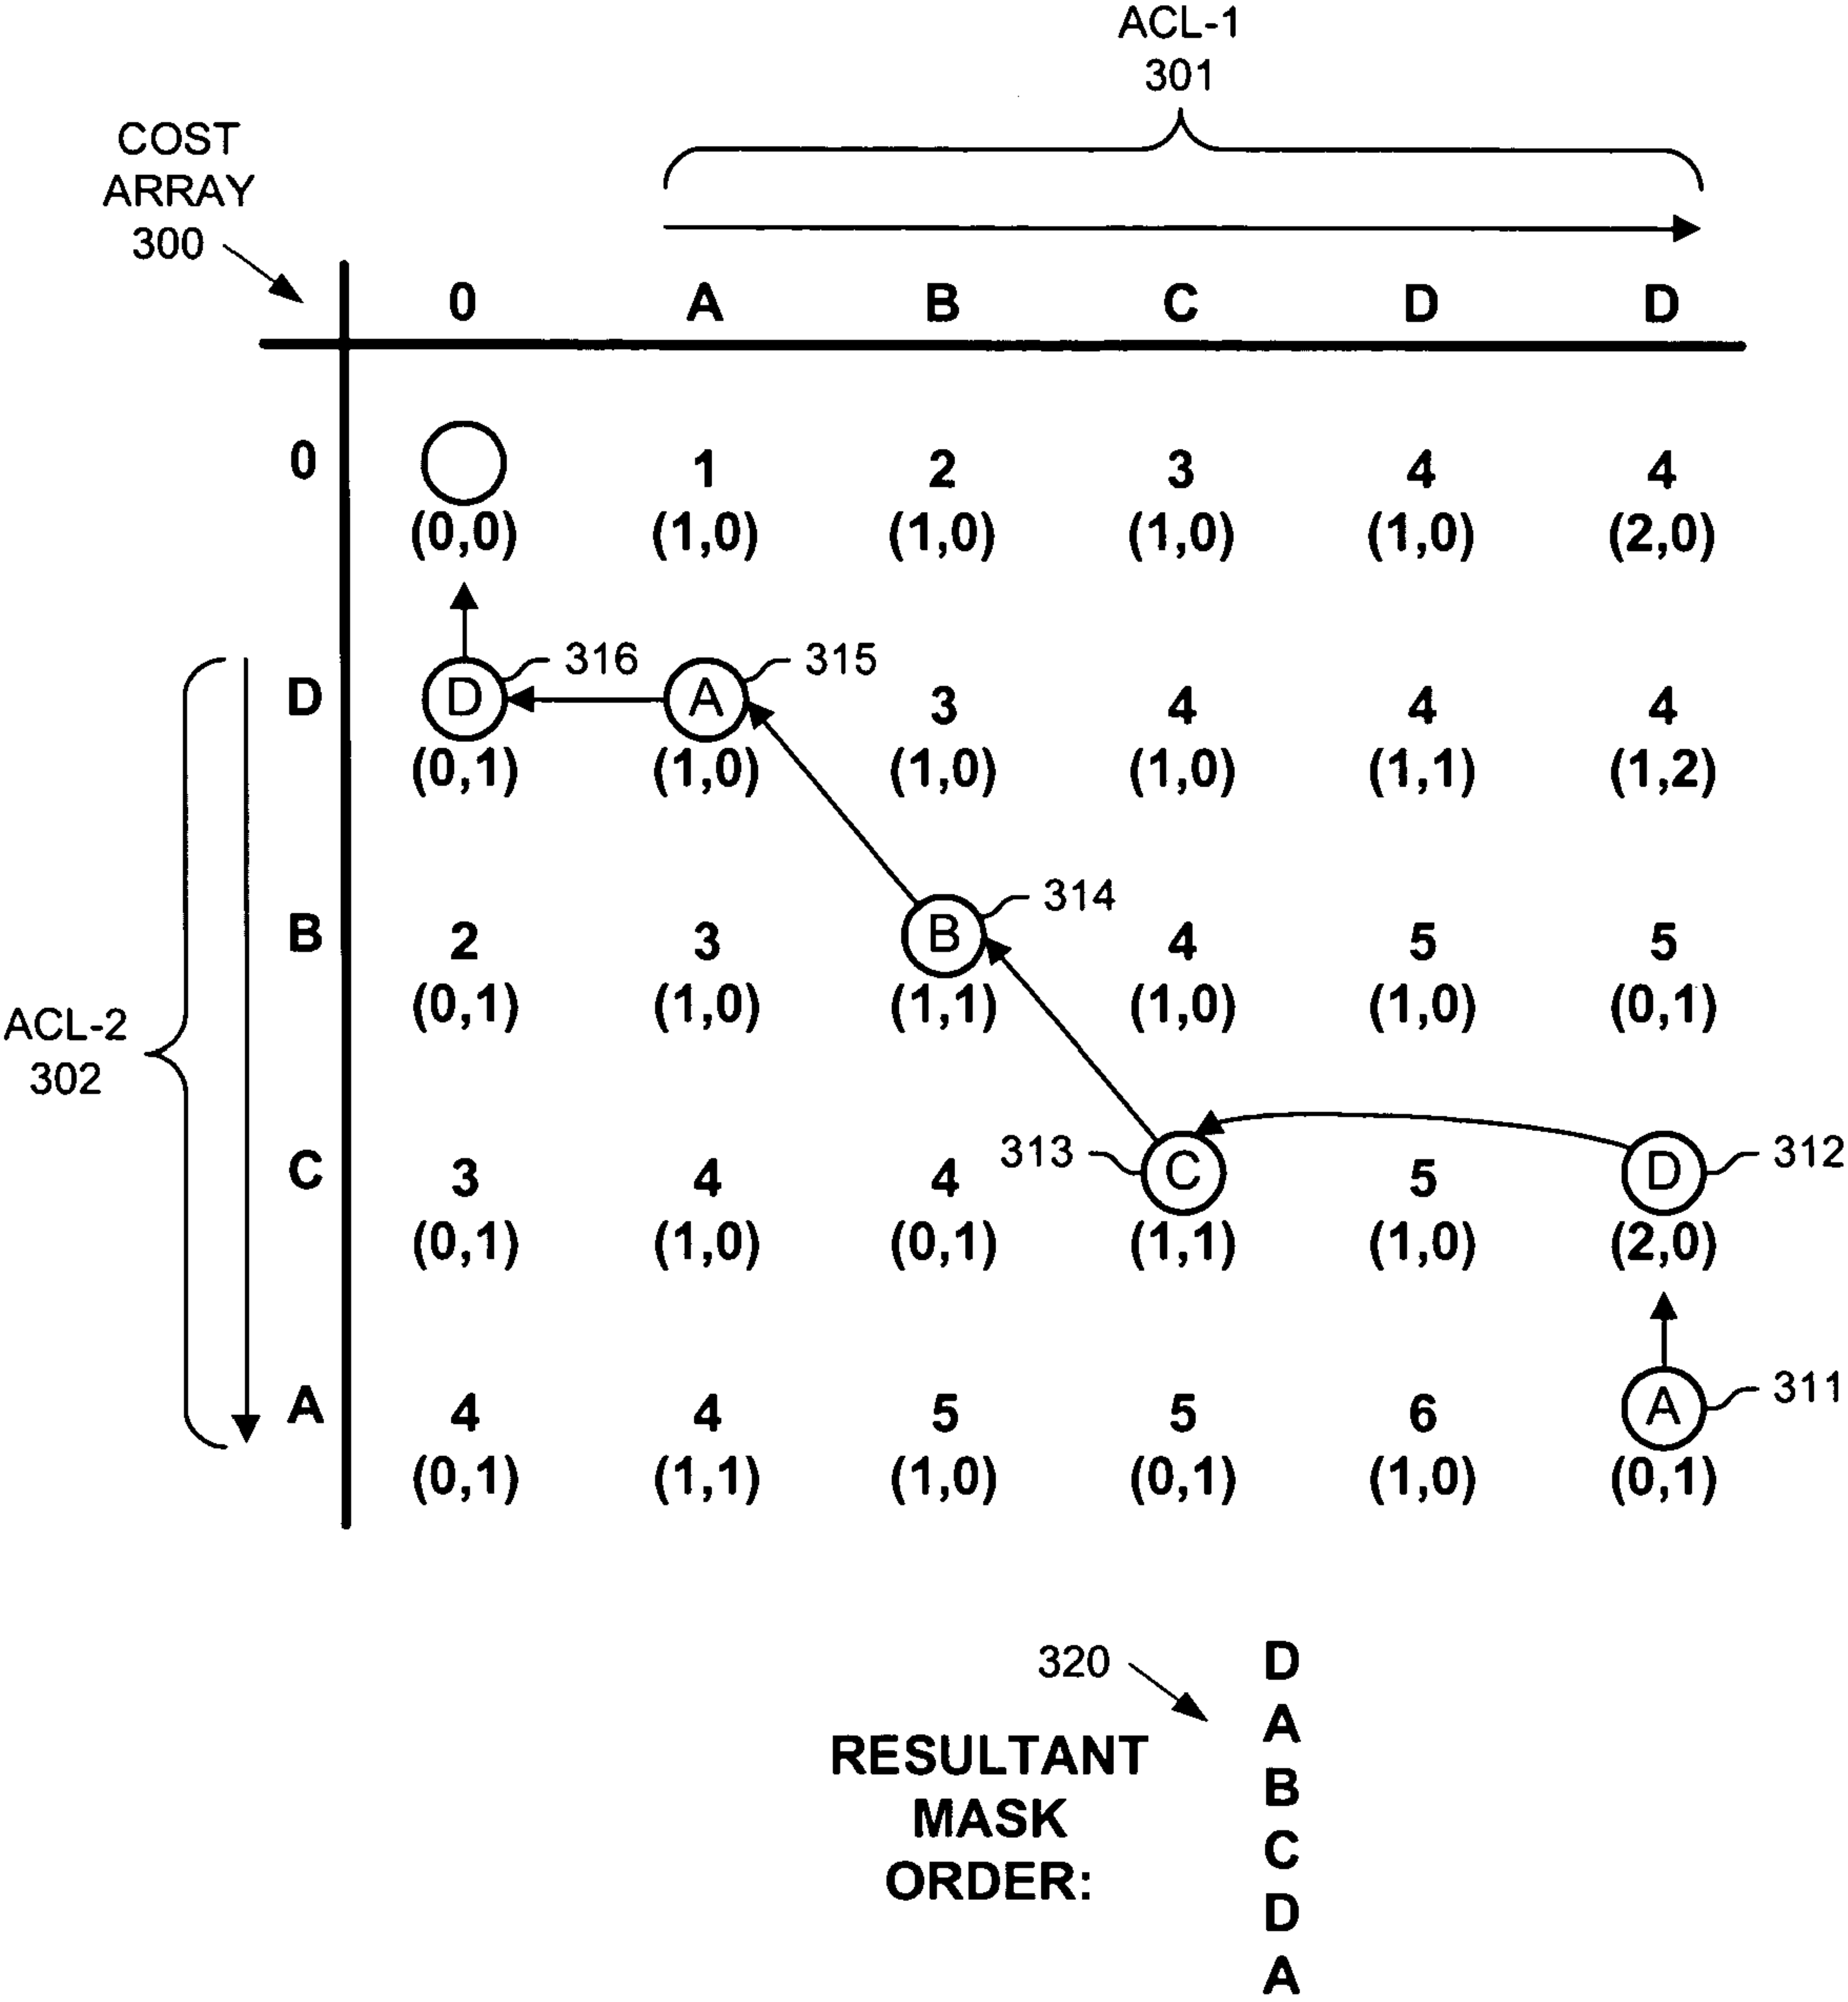 ACL-1
301
COST
ARRAY
300
0 A B C D D
0 1 2 3 4 4
(0,0) (1,0) (1,0) (1,0) (1,0) (2,0)
316 315
D D A 3 4 4 4
(0,1) (1,0) (1,0) (1,0) (1,1) (1,2)
314
B 2 3 B 4 5 5
(0,1) (1,0) (1,1) (1,0) (1,0) (0,1)
ACL-2
302
313 312
C 3 4 4 C 5 D
(0,1) (1,0) (0,1) (1,1) (1,0) (2,0)
311
A 4 4 5 5 6 A
(0,1) (1,1) (1,0) (0,1) (1,0) (0,1)
320
RESULTANT
MASK
ORDER:
D
A
B
C
D
A